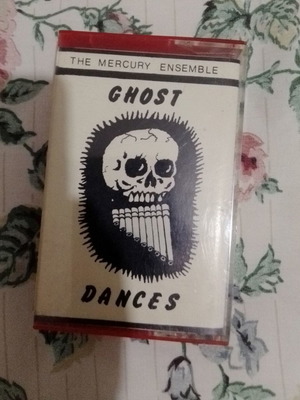 THE MERCURY ENSEMBLE
GHOST
DANCES